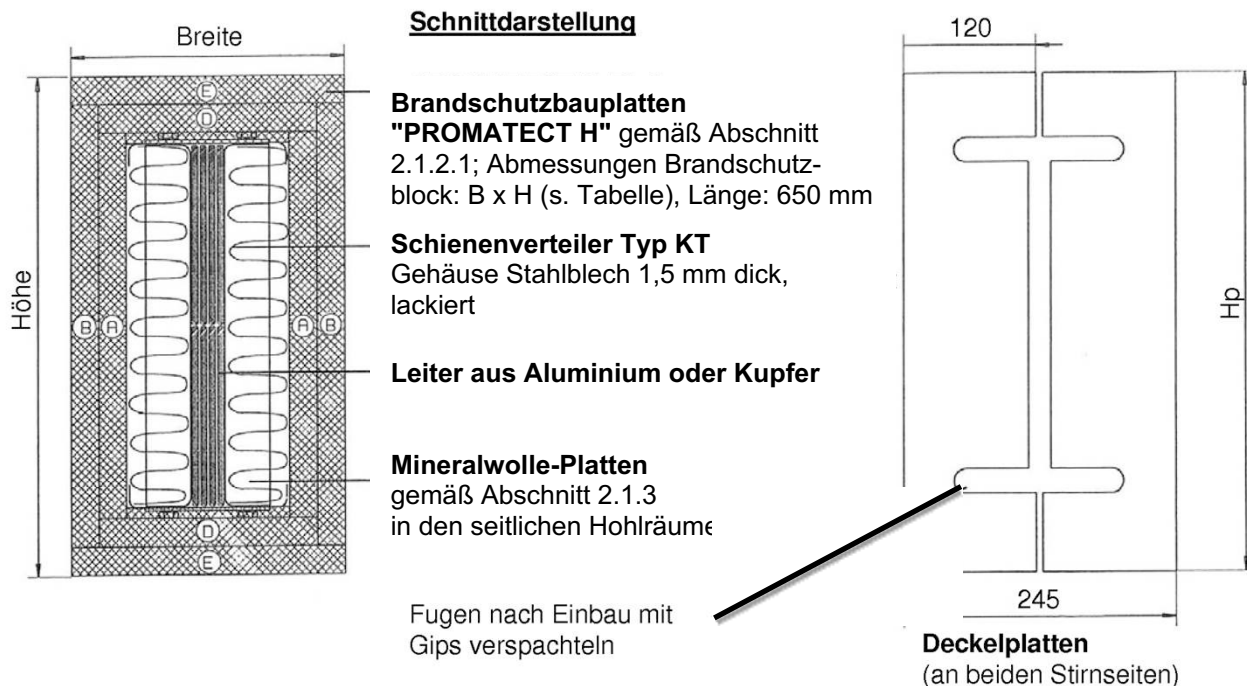 Schnittdarstellung
Breite
Höhe
E
D
B
A
A
B
D
E
Brandschutzbauplatten
"PROMATECT H" gemäß Abschnitt
2.1.2.1; Abmessungen Brandschutz-
block: B x H (s. Tabelle), Länge: 650 mm
Schienenverteiler Typ KT
Gehäuse Stahlblech 1,5 mm dick,
lackiert
Leiter aus Aluminium oder Kupfer
Mineralwolle-Platten
gemäß Abschnitt 2.1.3
in den seitlichen Hohlräume
Fugen nach Einbau mit
Gips verspachteln
120
Hp
245
Deckelplatten
(an beiden Stirnseiten)